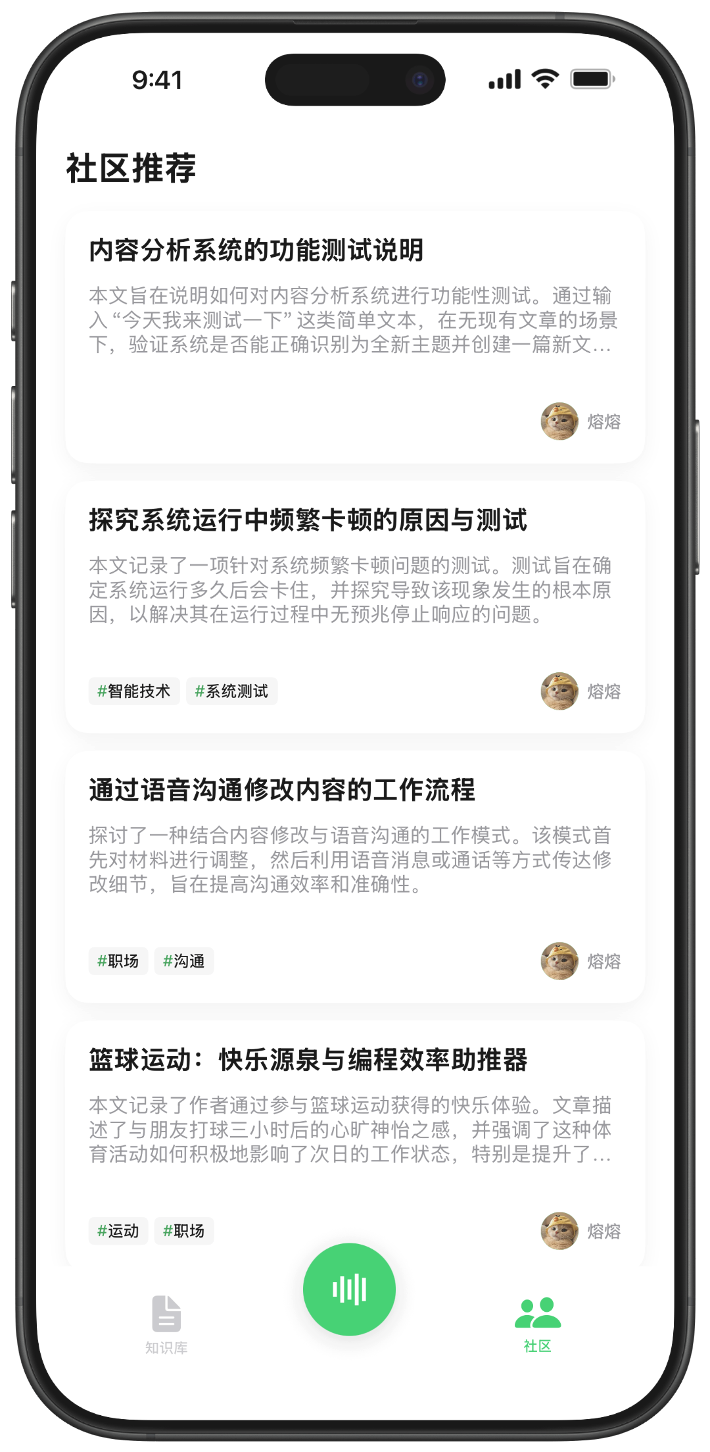 9:41
社区推荐
内容分析系统的功能测试说明
本文旨在说明如何对内容分析系统进行功能性测试。通过输
入 “今天我来测试一下” 这类简单文本，在无现有文章的场景
下，验证系统是否能正确识别为全新主题并创建一篇新文...
熔熔
探究系统运行中频繁卡顿的原因与测试
本文记录了一项针对系统频繁卡顿问题的测试。测试旨在确
定系统运行多久后会卡住，并探究导致该现象发生的根本原
因，以解决其在运行过程中无预兆停止响应的问题。
#智能技术 #系统测试 熔熔
通过语音沟通修改内容的工作流程
探讨了一种结合内容修改与语音沟通的工作模式。该模式首
先对材料进行调整，然后利用语音消息或通话等方式传达修
改细节，旨在提高沟通效率和准确性。
#职场 #沟通 熔熔
篮球运动：快乐源泉与编程效率助推器
本文记录了作者通过参与篮球运动获得的快乐体验。文章描
述了与朋友打球三小时后的心旷神怡之感，并强调了这种体
育活动如何积极地影响了次日的工作状态，特别是提升了...
#运动 #职场 熔熔
知识库 社区